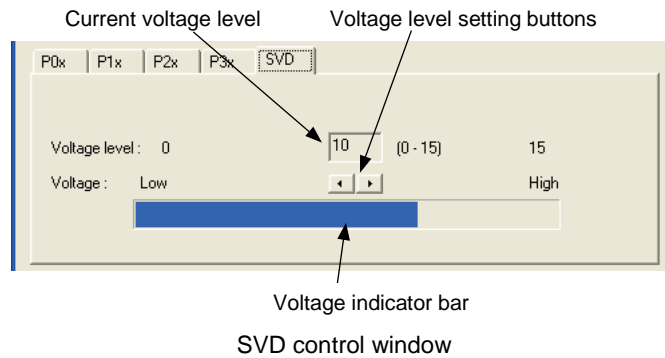 Current voltage level Voltage level setting buttons
P0x P1x P2x P3x SVD
Voltage level : 0 10 (0 - 15) 15
Voltage : Low High
Voltage indicator bar
SVD control window